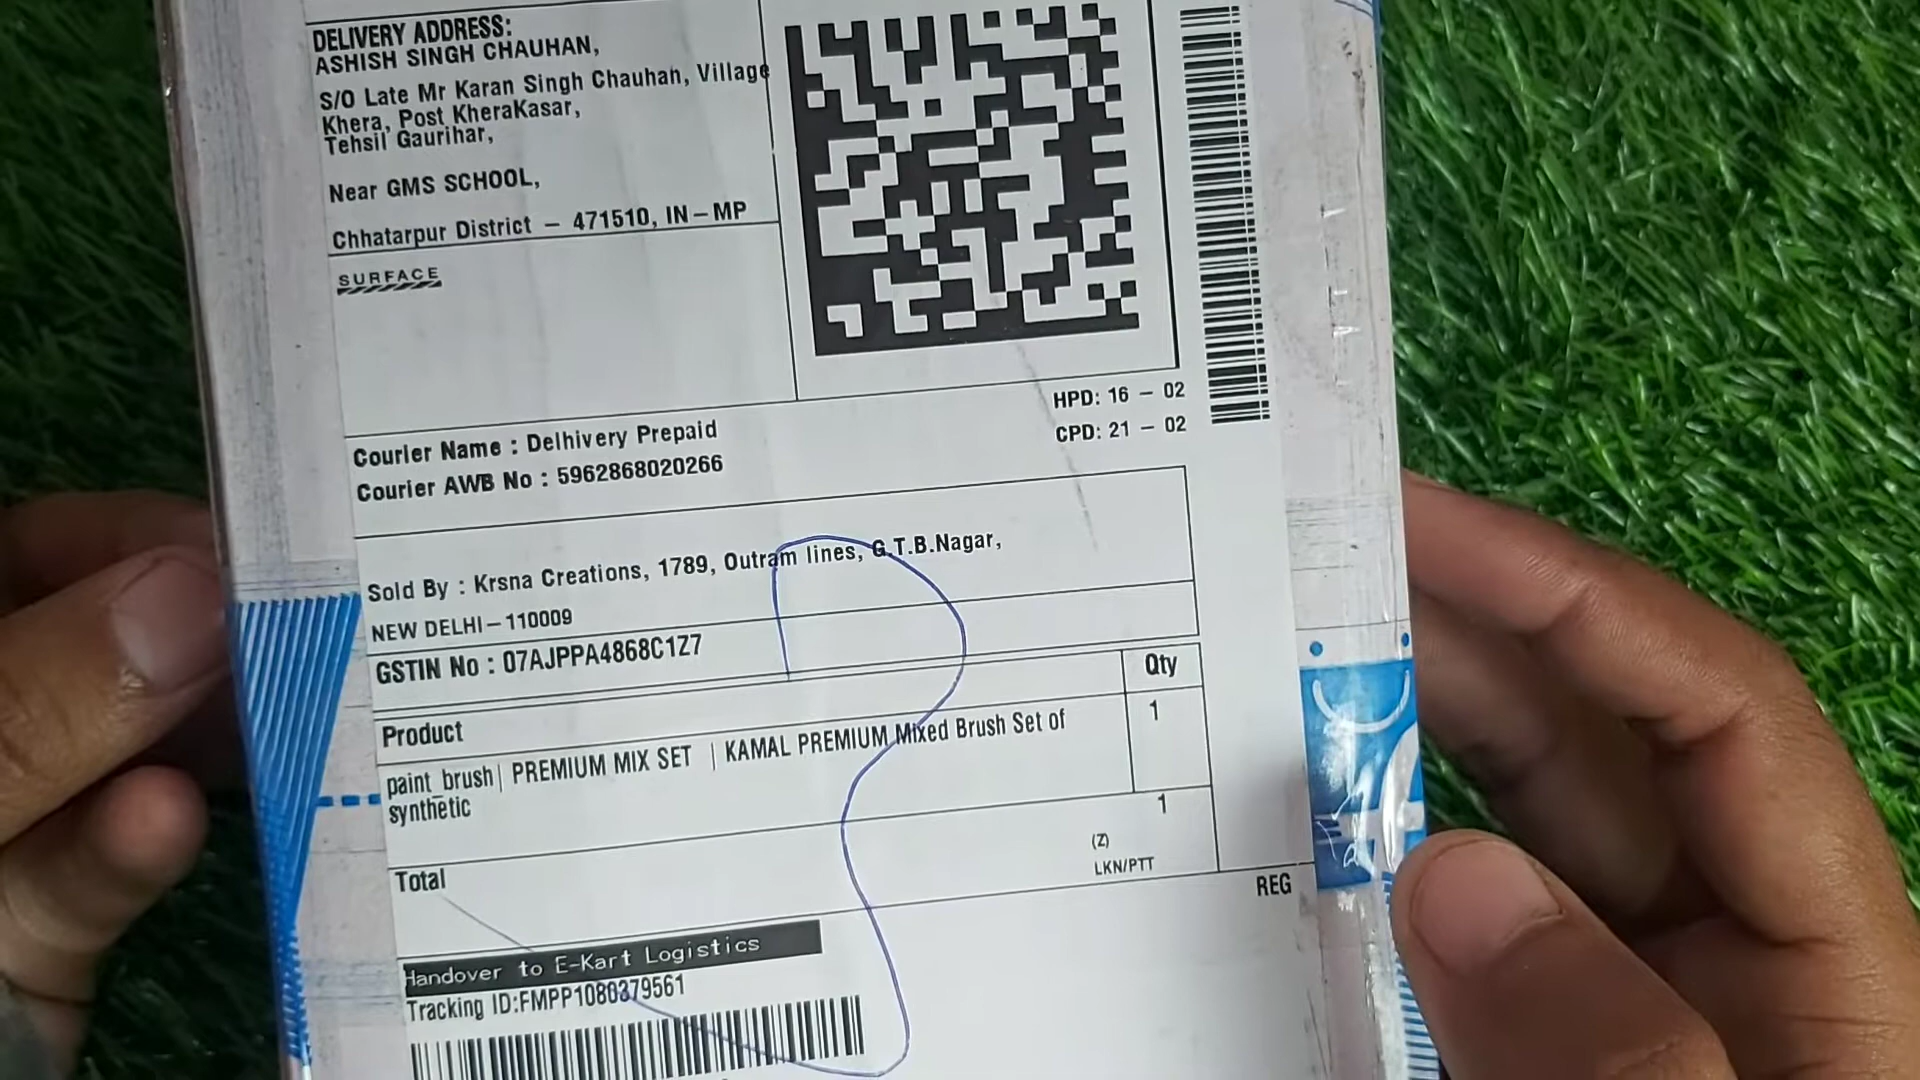 DELIVERY ADDRESS:
ASHISH SINGH CHAUHAN,
S/O Late Mr Karan Singh Chauhan, Village
Khera, Post KheraKasar,
Tehsil Gaurihar,
Near GMS SCHOOL,
Chhatarpur District – 471510, IN – MP
SURFACE
HPD: 16 – 02
CPD: 21 – 02
Courier Name : Delhivery Prepaid
Courier AWB No : 5962868020266
Sold By : Krsna Creations, 1789, Outram lines, G.T.B.Nagar,
NEW DELHI – 110009
GSTIN No : 07AJPPA4868C1Z7
Product Qty
paint_brush| PREMIUM MIX SET | KAMAL PREMIUM Mixed Brush Set of 1
synthetic
Total 1
(Z)
LKN/PTT
REG
Handover to E-Kart Logistics
Tracking ID:FMPP1080379561